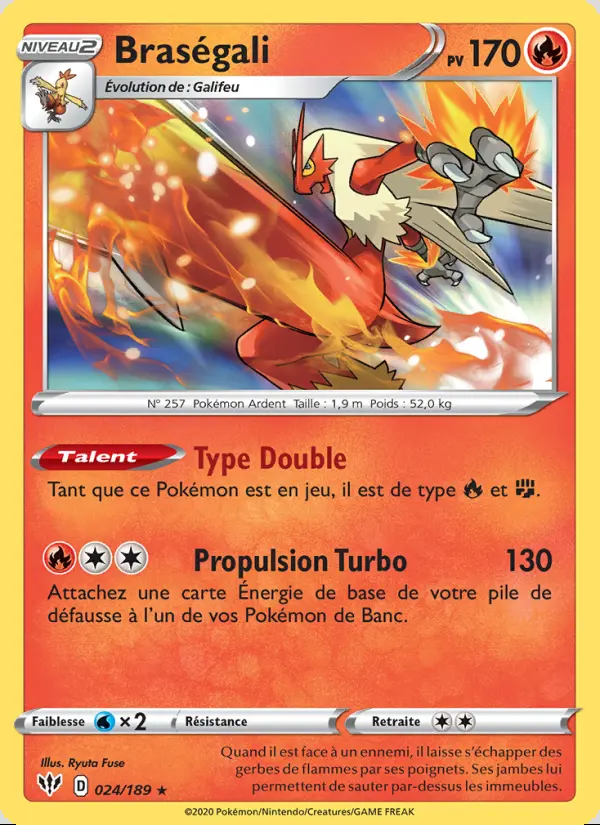 NIVEAU2
Braségali
PV 170
Évolution de : Galifeu
N° 257 Pokémon Ardent Taille : 1,9 m Poids : 52,0 kg
Talent Type Double
Tant que ce Pokémon est en jeu, il est de type et .
Propulsion Turbo 130
Attachez une carte Énergie de base de votre pile de
défausse à l'un de vos Pokémon de Banc.
Faiblesse ×2 Résistance Retraite
Illus. Ryuta Fuse
D 024/189 ★
Quand il est face à un ennemi, il laisse s'échapper des
gerbes de flammes par ses poignets. Ses jambes lui
permettent de sauter par-dessus les immeubles.
©2020 Pokémon/Nintendo/Creatures/GAME FREAK